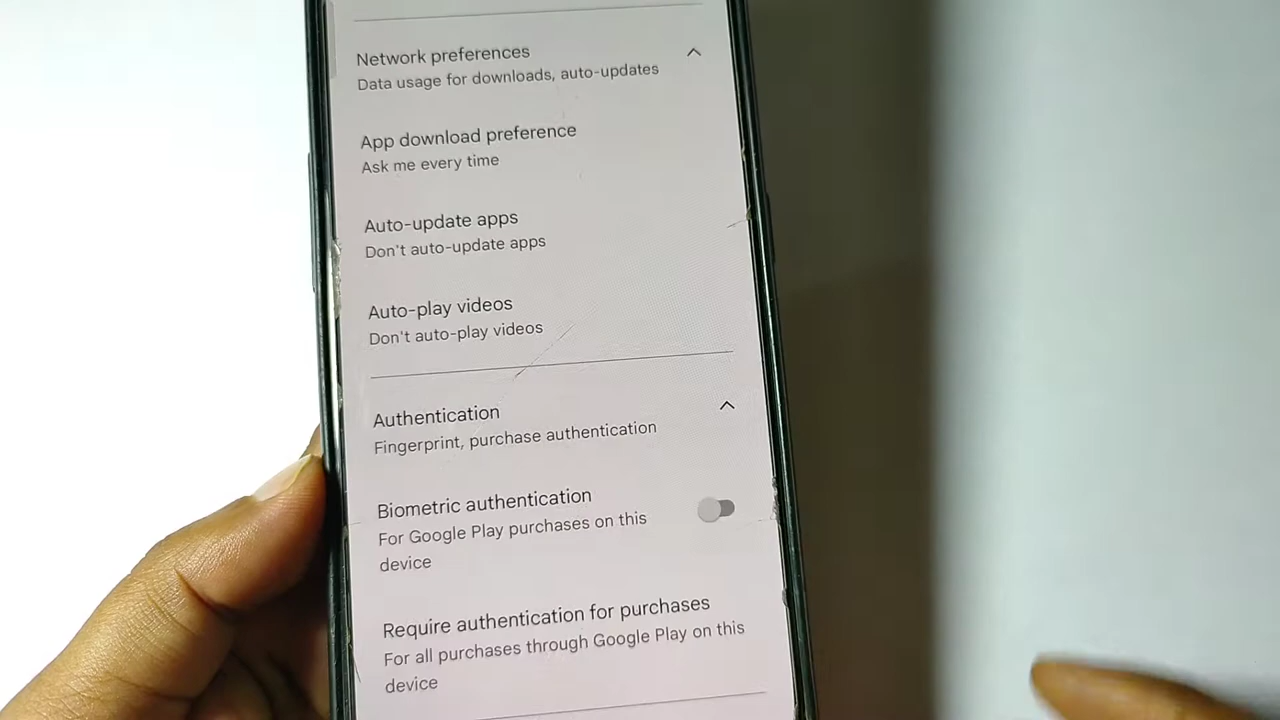 Network preferences
Data usage for downloads, auto-updates
App download preference
Ask me every time
Auto-update apps
Don't auto-update apps
Auto-play videos
Don't auto-play videos
Authentication
Fingerprint, purchase authentication
Biometric authentication
For Google Play purchases on this
device
Require authentication for purchases
For all purchases through Google Play on this
device